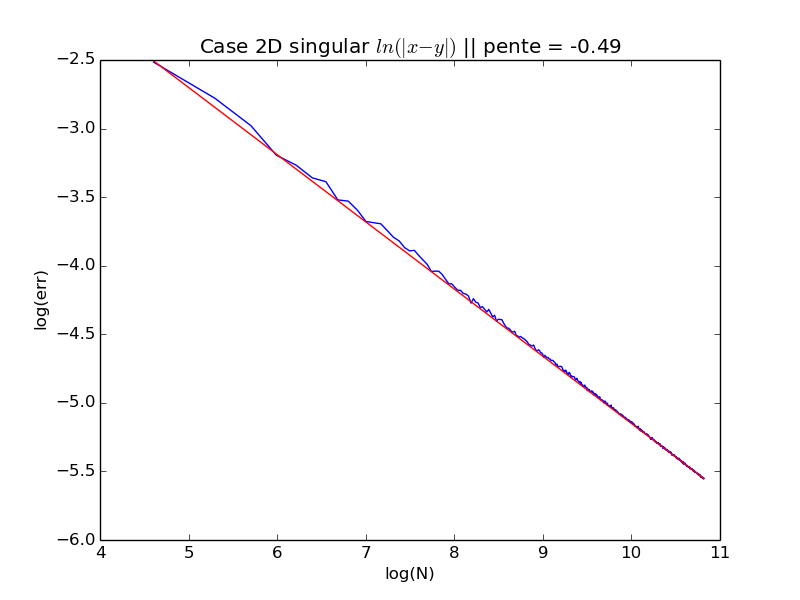 Case 2D singular ln(|x−y|) || pente = -0.49
−2.5
−3.0
−3.5
−4.0
−4.5
−5.0
−5.5
−6.0
log(err)
4 5 6 7 8 9 10 11
log(N)